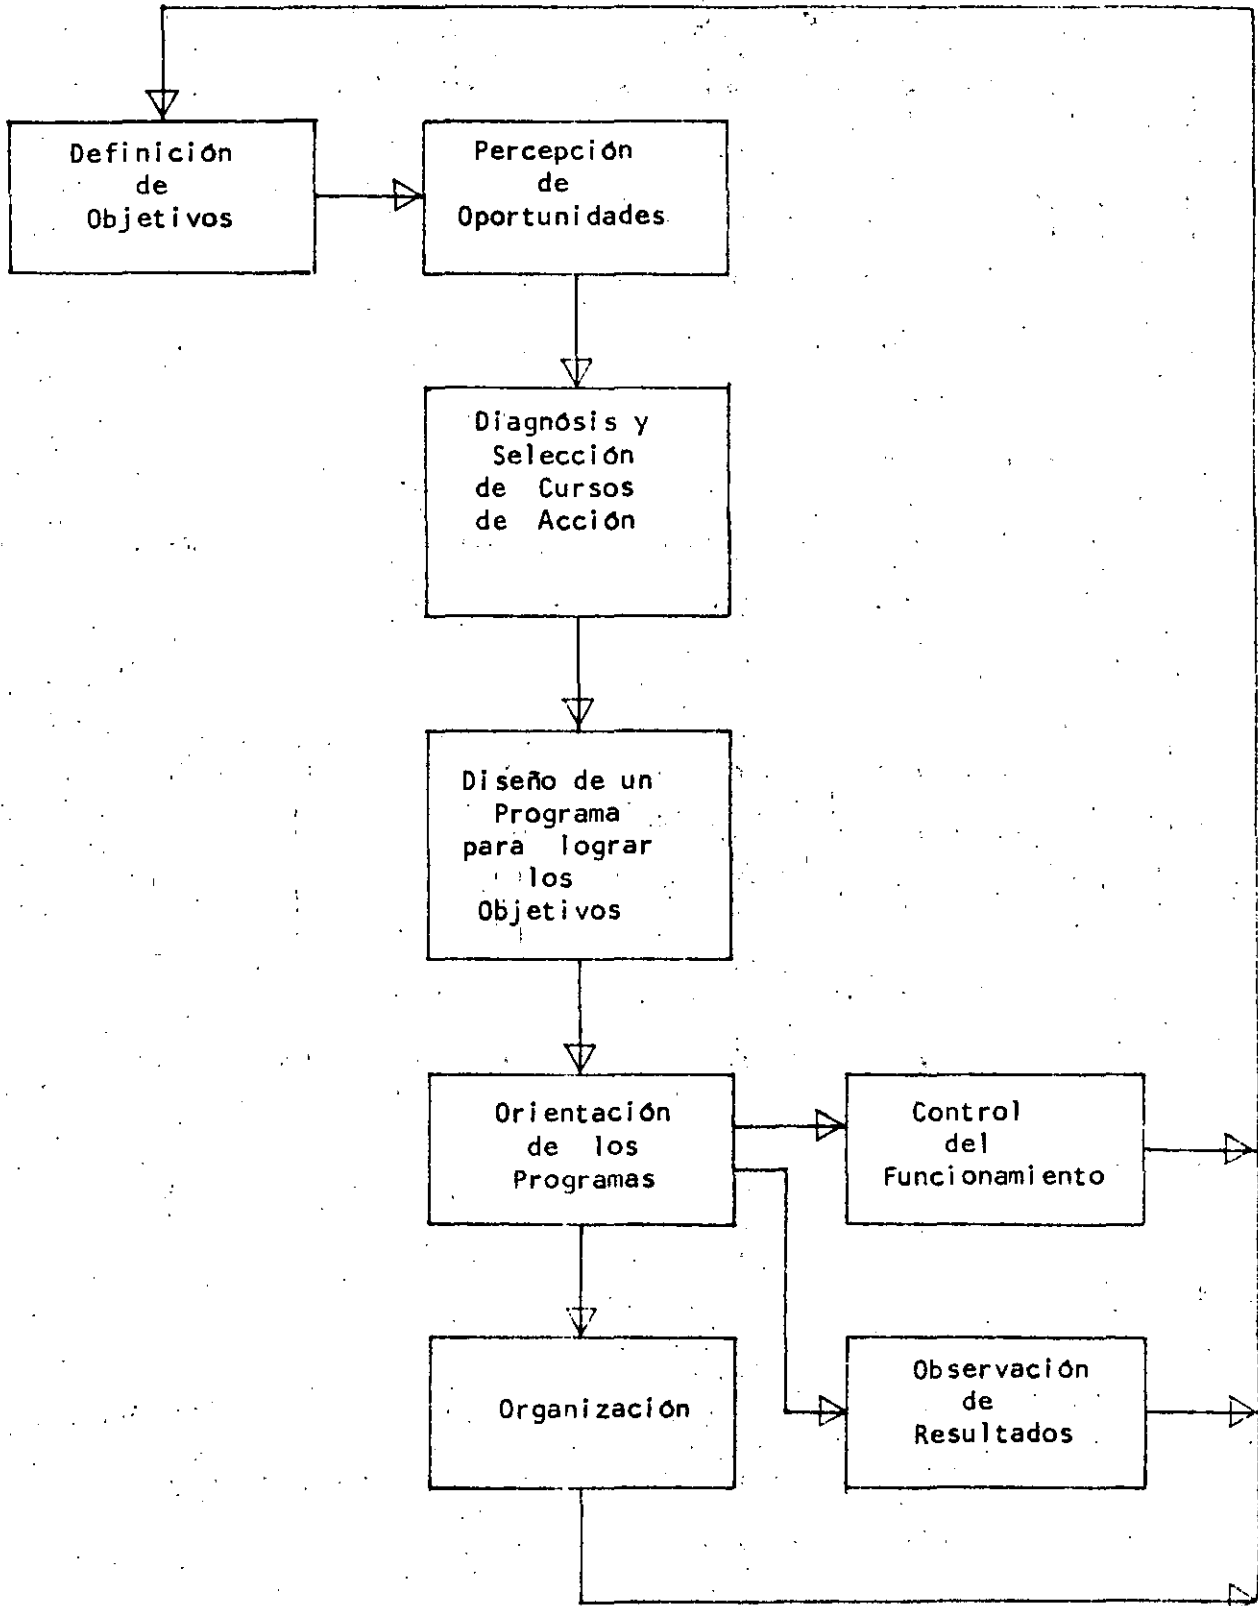 Definición
de
Objetivos
Percepción
de
Oportunidades
Diagnósis y
Selección
de Cursos
de Acción
Diseño de un
Programa
para lograr
los
Objetivos
Orientación
de los
Programas
Control
del
Funcionamiento
Organización
Observación
de
Resultados